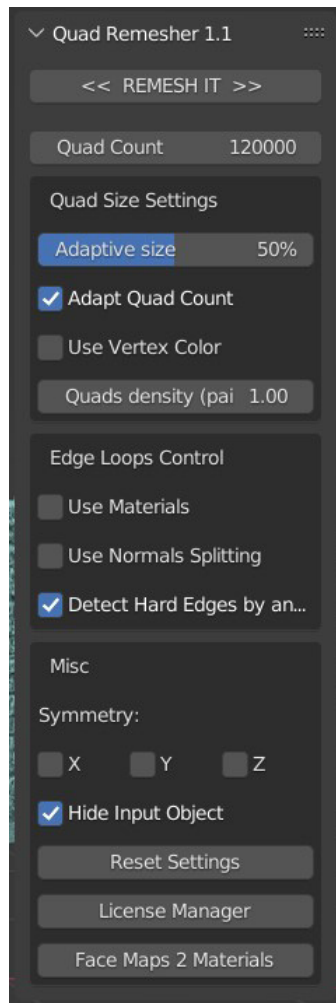 Quad Remesher 1.1
<< REMESH IT >>
Quad Count 120000
Quad Size Settings
Adaptive size 50%
Adapt Quad Count
Use Vertex Color
Quads density (pai 1.00
Edge Loops Control
Use Materials
Use Normals Splitting
Detect Hard Edges by an...
Misc
Symmetry:
X Y Z
Hide Input Object
Reset Settings
License Manager
Face Maps 2 Materials